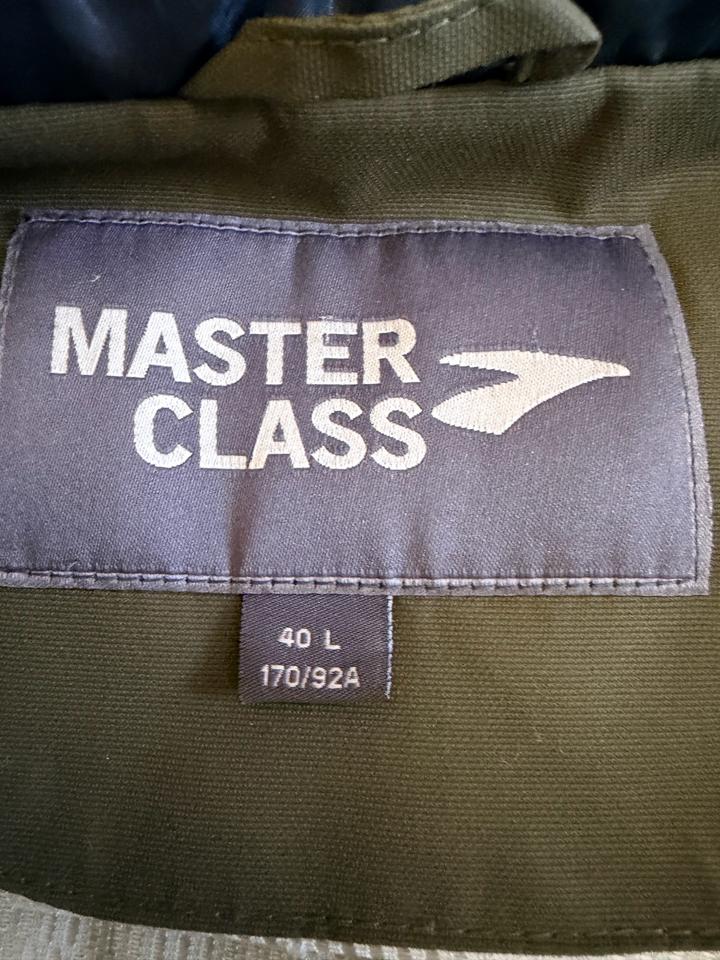 MASTER
CLASS
40 L
170/92A